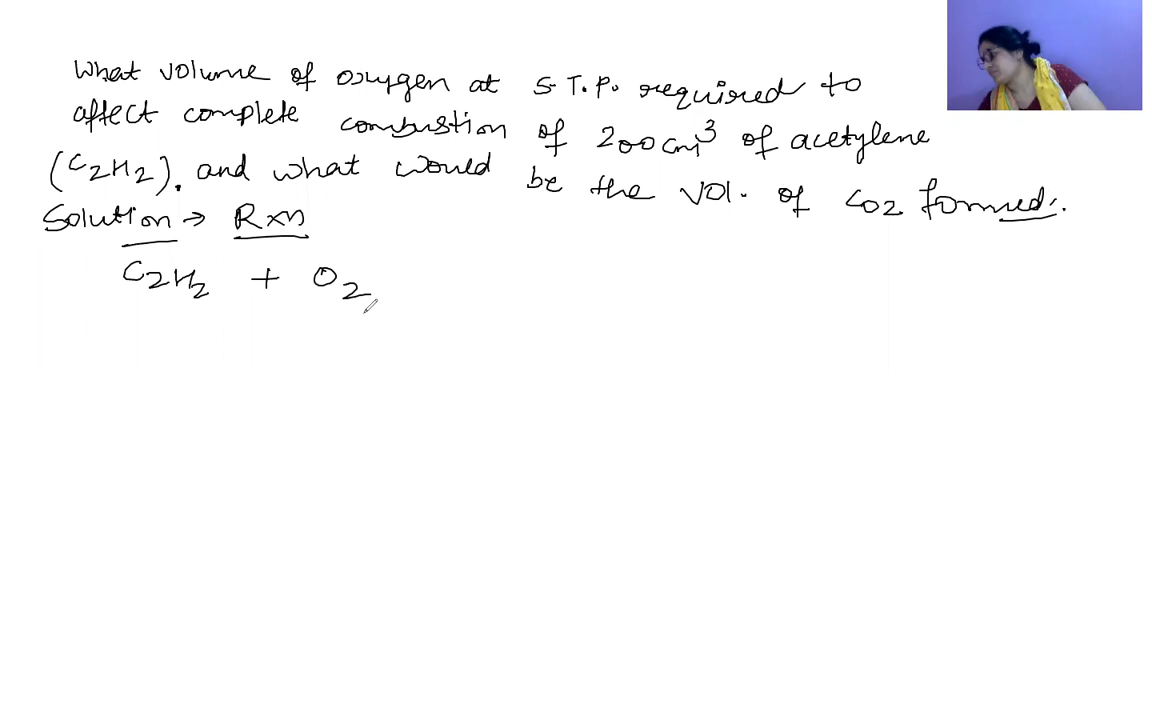 What volume of oxygen at S.T.P. required to
affect complete combustion of 200cm³ of acetylene
(C2H2). and what would be the vol. of CO2 formed.
Solution → Rxn
C2H2 + O2